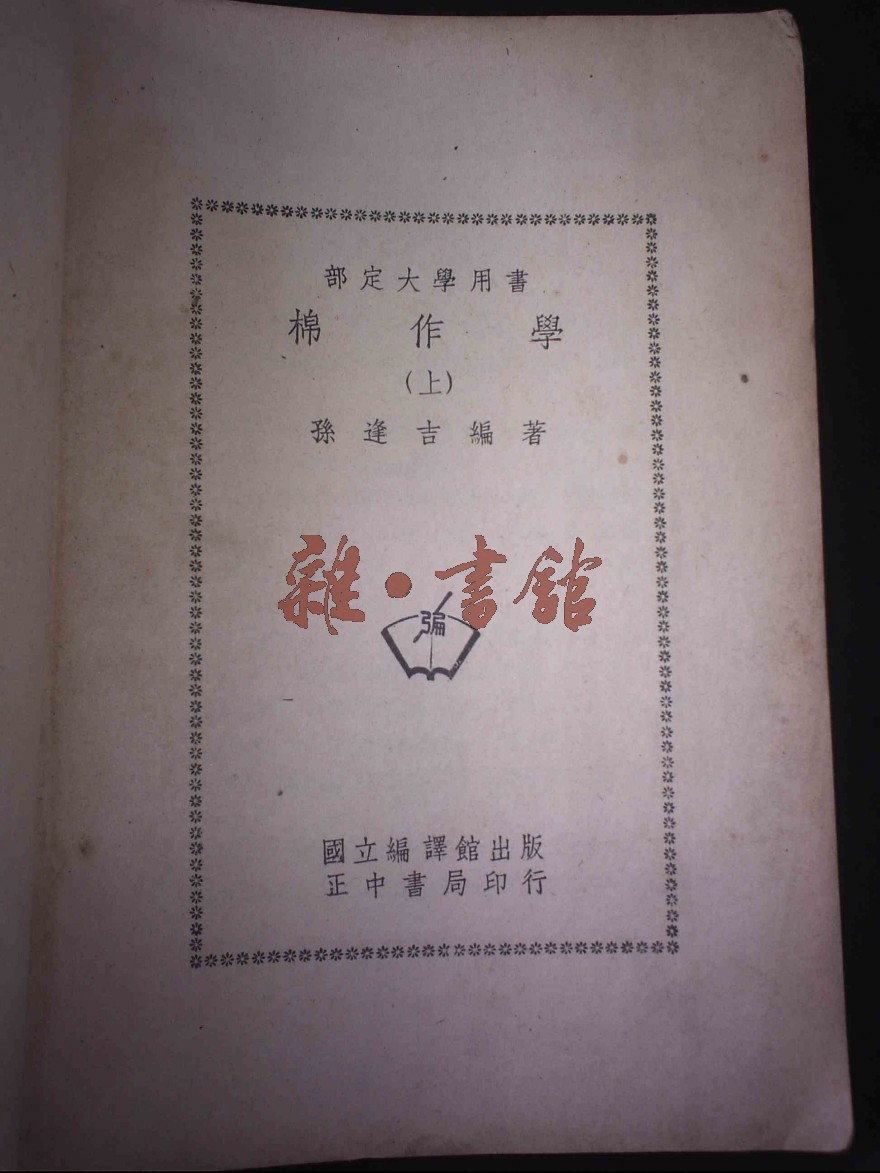 部定大學用書
棉作學
(上)
孫逢吉編著
雜·書館
編
國立編譯館出版
正中書局印行